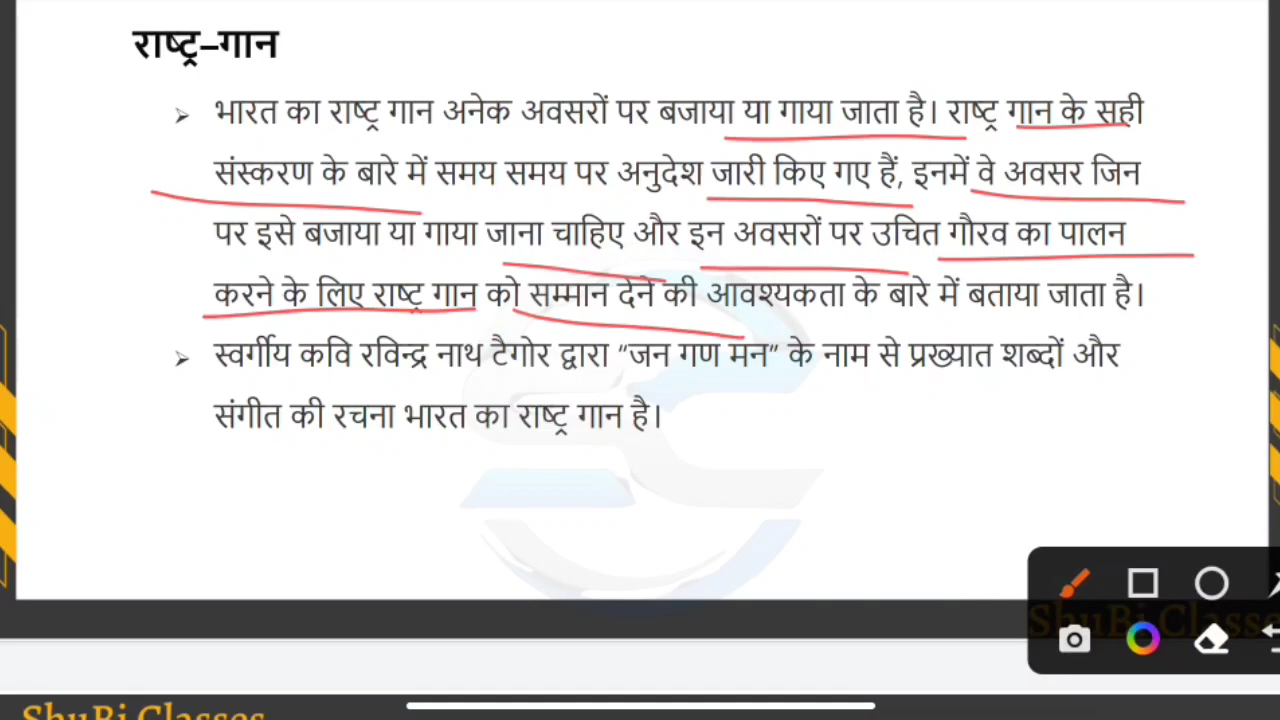 राष्ट्र–गान
भारत का राष्ट्र गान अनेक अवसरों पर बजाया या गाया जाता है। राष्ट्र गान के सही
संस्करण के बारे में समय समय पर अनुदेश जारी किए गए हैं, इनमें वे अवसर जिन
पर इसे बजाया या गाया जाना चाहिए और इन अवसरों पर उचित गौरव का पालन
करने के लिए राष्ट्र गान को सम्मान देने की आवश्यकता के बारे में बताया जाता है।
स्वर्गीय कवि रविन्द्र नाथ टैगोर द्वारा “जन गण मन” के नाम से प्रख्यात शब्दों और
संगीत की रचना भारत का राष्ट्र गान है।
ShuBi Classes
ShuBi Classes